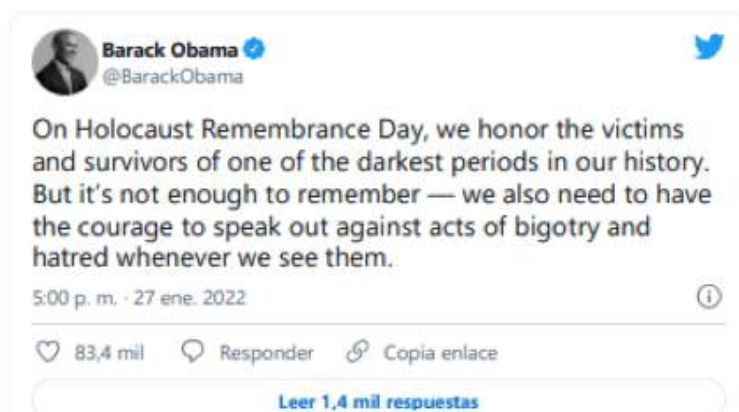 Barack Obama
@BarackObama
On Holocaust Remembrance Day, we honor the victims
and survivors of one of the darkest periods in our history.
But it's not enough to remember — we also need to have
the courage to speak out against acts of bigotry and
hatred whenever we see them.
5:00 p. m. · 27 ene. 2022
83,4 mil Responder Copia enlace
Leer 1,4 mil respuestas